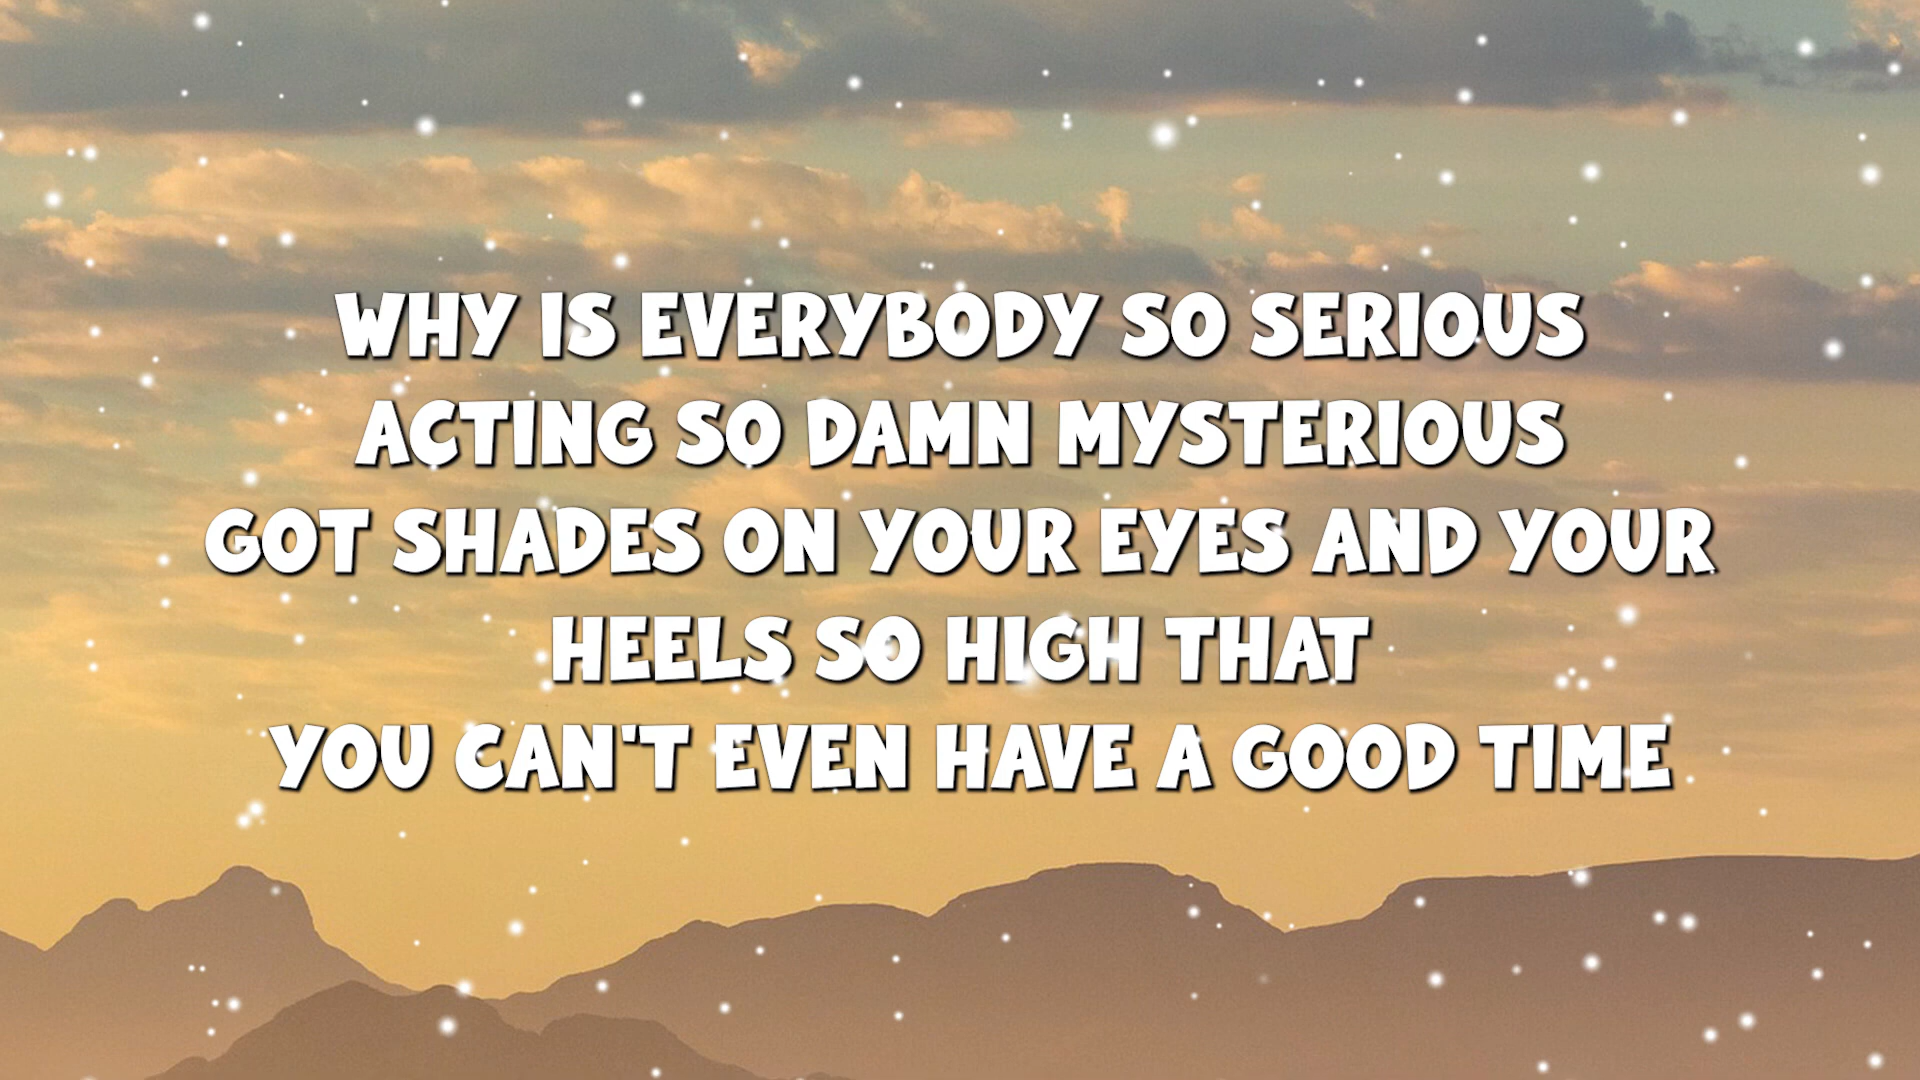 WHY IS EVERYBODY SO SERIOUS
ACTING SO DAMN MYSTERIOUS
GOT SHADES ON YOUR EYES AND YOUR
HEELS SO HIGH THAT
YOU CAN'T EVEN HAVE A GOOD TIME